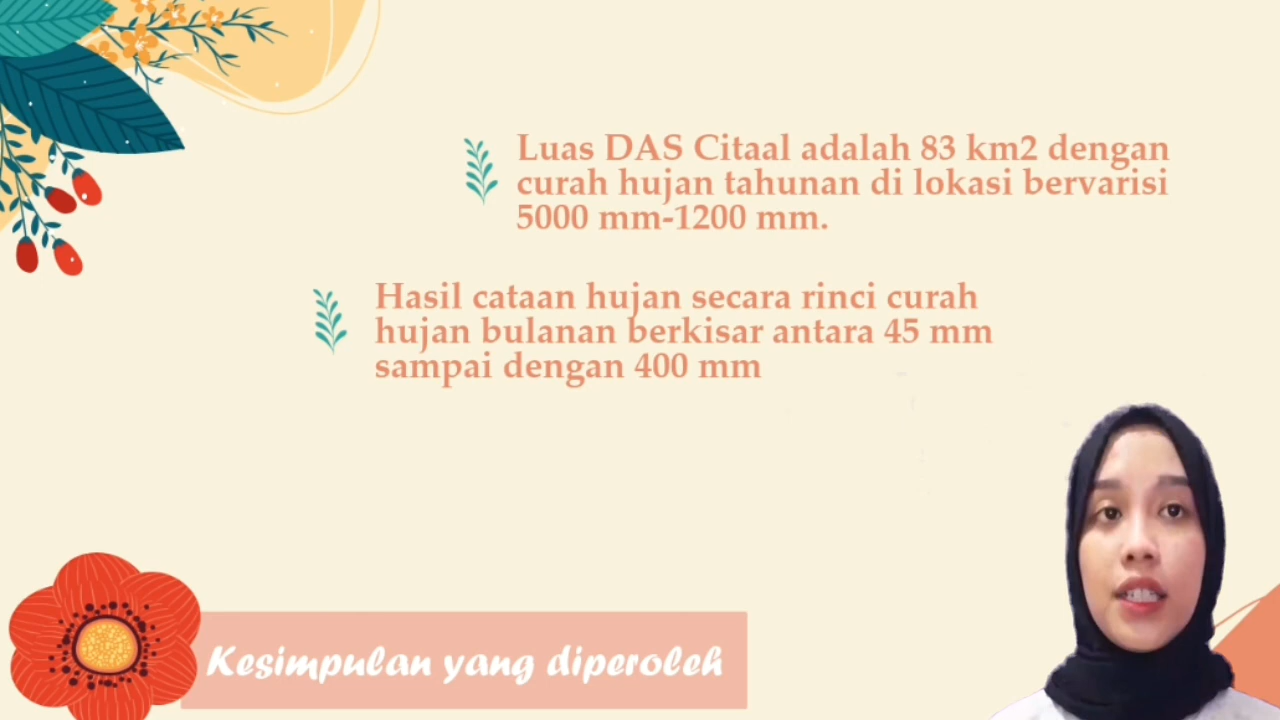 Luas DAS Citaal adalah 83 km2 dengan
curah hujan tahunan di lokasi bervarisi
5000 mm-1200 mm.
Hasil cataan hujan secara rinci curah
hujan bulanan berkisar antara 45 mm
sampai dengan 400 mm
Kesimpulan yang diperoleh